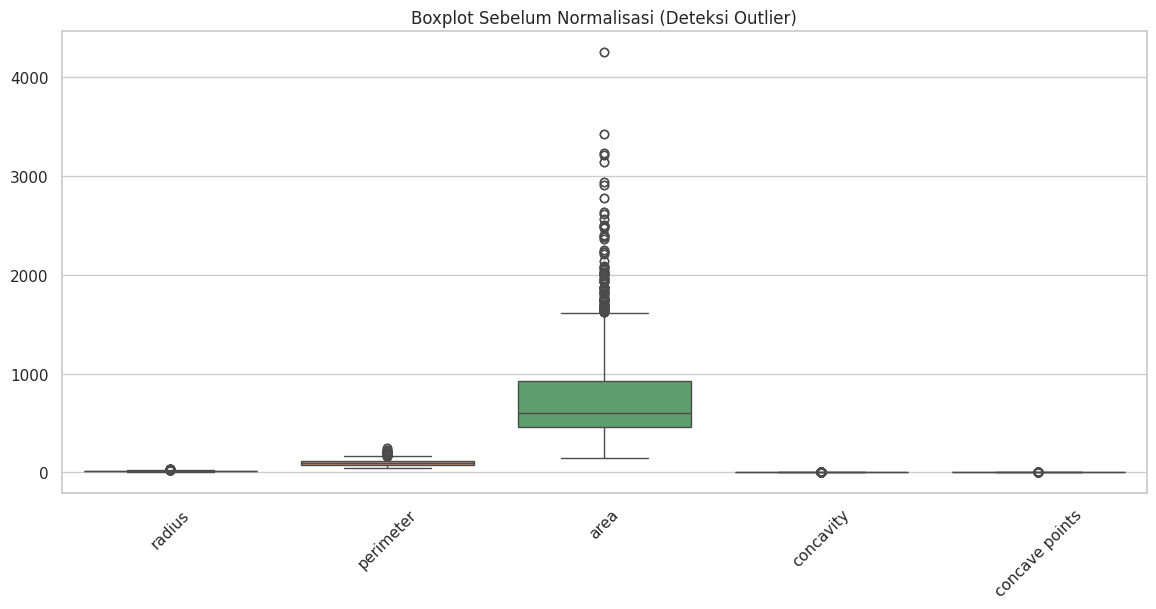 Boxplot Sebelum Normalisasi (Deteksi Outlier)
4000
3000
2000
1000
0
radius
perimeter
area
concavity
concave points